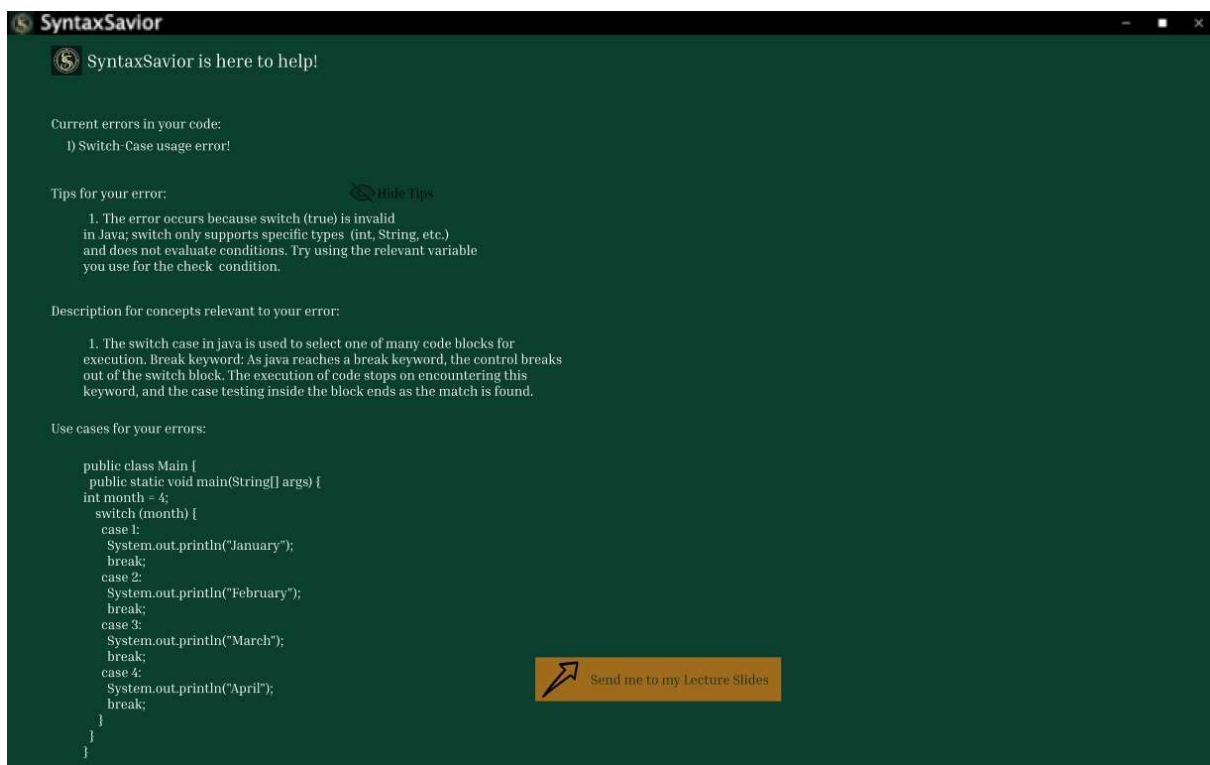 SyntaxSavior
SyntaxSavior is here to help!
Current errors in your code:
1) Switch-Case usage error!
Tips for your error:
Hide Tips
1. The error occurs because switch (true) is invalid
in Java; switch only supports specific types (int, String, etc.)
and does not evaluate conditions. Try using the relevant variable
you use for the check condition.
Description for concepts relevant to your error:
1. The switch case in java is used to select one of many code blocks for
execution. Break keyword: As java reaches a break keyword, the control breaks
out of the switch block. The execution of code stops on encountering this
keyword, and the case testing inside the block ends as the match is found.
Use cases for your errors:
public class Main {
public static void main(String[] args) {
int month = 4;
switch (month) {
case 1:
System.out.println("January");
break;
case 2:
System.out.println("February");
break;
case 3:
System.out.println("March");
break;
case 4:
System.out.println("April");
break;
}
}
}
Send me to my Lecture Slides